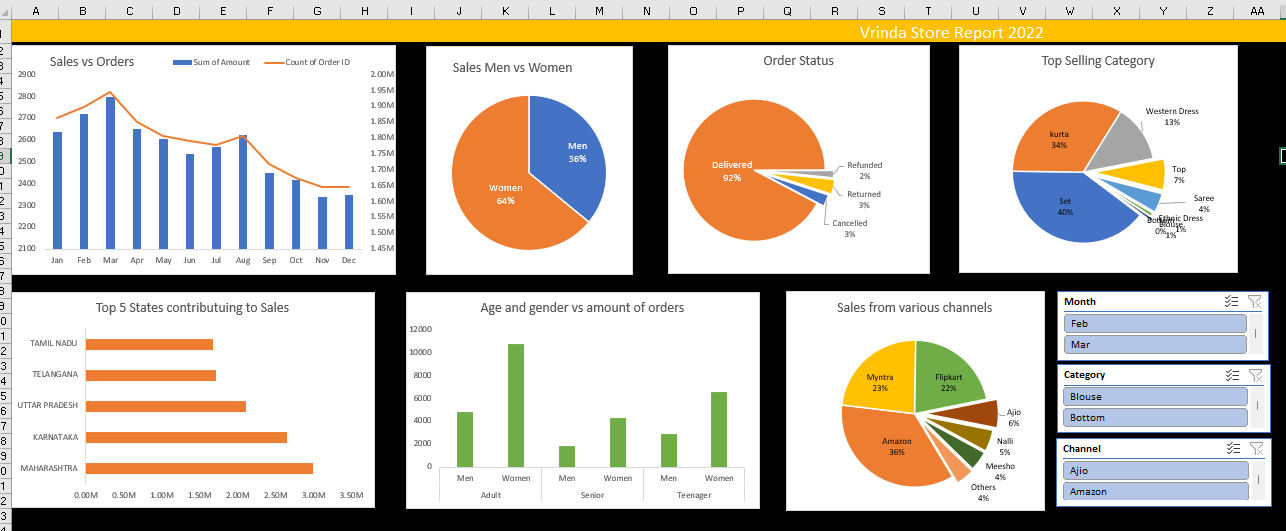 A B C D E F G H I J K L M N O P Q R S T U V W X Y Z AA
Vrinda Store Report 2022
Sales vs Orders
Sum of Amount
Count of Order ID
2900
2800
2700
2600
2500
2400
2300
2200
2100
2.00M
1.95M
1.90M
1.85M
1.80M
1.75M
1.70M
1.65M
1.60M
1.55M
1.50M
1.45M
Jan Feb Mar Apr May Jun Jul Aug Sep Oct Nov Dec
Sales Men vs Women
Men
36%
Women
64%
Order Status
Delivered
92%
Refunded
2%
Returned
3%
Cancelled
3%
Top Selling Category
kurta
34%
Western Dress
13%
Top
7%
Saree
4%
Ethnic Dress
1%
Blouse
1%
Bottom
0%
Set
40%
Top 5 States contributuing to Sales
TAMIL NADU
TELANGANA
UTTAR PRADESH
KARNATAKA
MAHARASHTRA
0.00M 0.50M 1.00M 1.50M 2.00M 2.50M 3.00M 3.50M
Age and gender vs amount of orders
12000
10000
8000
6000
4000
2000
0
Men Women Men Women Men Women
Adult Senior Teenager
Sales from various channels
Myntra
23%
Flipkart
22%
Ajio
6%
Nalli
5%
Meesho
4%
Others
4%
Amazon
36%
Month
Feb
Mar
Category
Blouse
Bottom
Channel
Ajio
Amazon